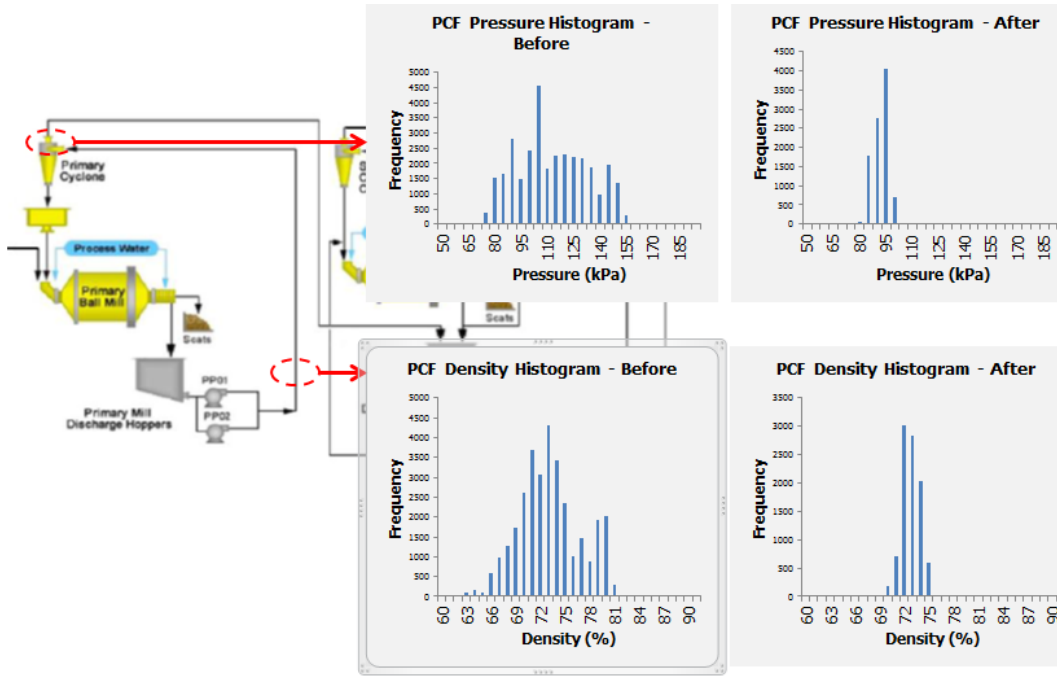 PCF Pressure Histogram -
Before
5000
4500
4000
3500
3000
2500
2000
1500
1000
500
0
Frequency
50 65 80 95 110 125 140 155 170 185
Pressure (kPa)
PCF Pressure Histogram - After
4500
4000
3500
3000
2500
2000
1500
1000
500
0
Frequency
50 65 80 95 110 125 140 155 170 185
Pressure (kPa)
Primary
Cyclone
Process Water
Primary
Ball Mill
Scats
Scats
PP01
PP02
Primary Mill
Discharge Hoppers
PCF Density Histogram - Before
5000
4500
4000
3500
3000
2500
2000
1500
1000
500
0
Frequency
60 63 66 69 72 75 78 81 84 87 90
Density (%)
PCF Density Histogram - After
3500
3000
2500
2000
1500
1000
500
0
Frequency
60 63 66 69 72 75 78 81 84 87 90
Density (%)